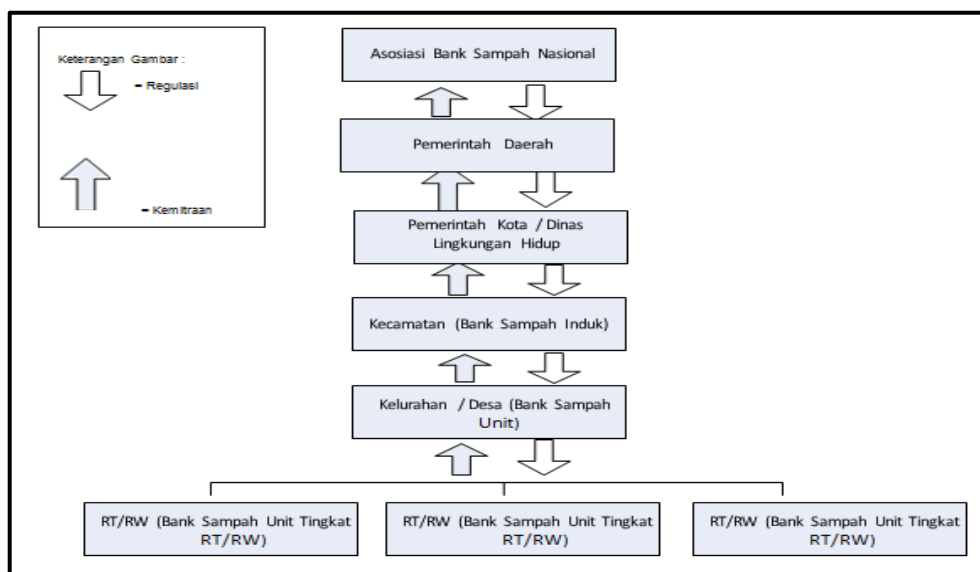 Keterangan Gambar :
= Regulasi
= Kemitraan
Asosiasi Bank Sampah Nasional
Pemerintah Daerah
Pemerintah Kota / Dinas
Lingkungan Hidup
Kecamatan (Bank Sampah Induk)
Kelurahan / Desa (Bank Sampah
Unit)
RT/RW (Bank Sampah Unit Tingkat
RT/RW)
RT/RW (Bank Sampah Unit Tingkat
RT/RW)
RT/RW (Bank Sampah Unit Tingkat
RT/RW)